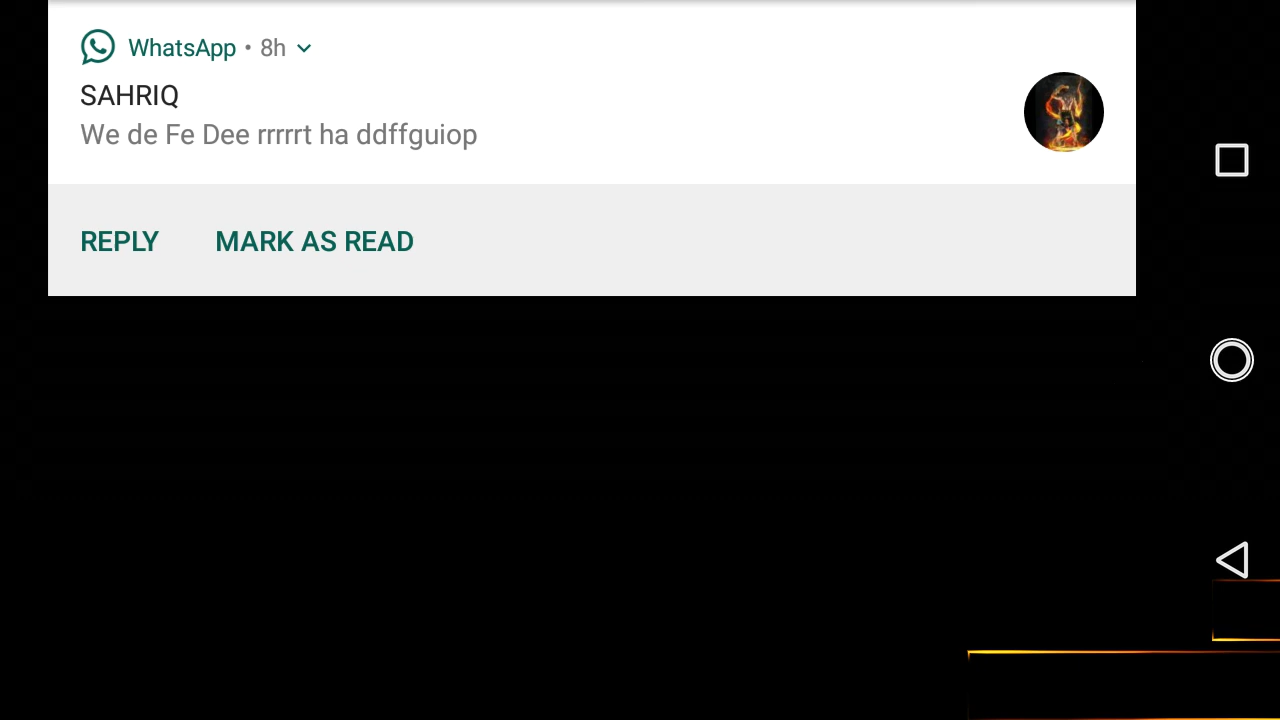 WhatsApp • 8h
SAHRIQ
We de Fe Dee rrrrrt ha ddffguiop
REPLY MARK AS READ